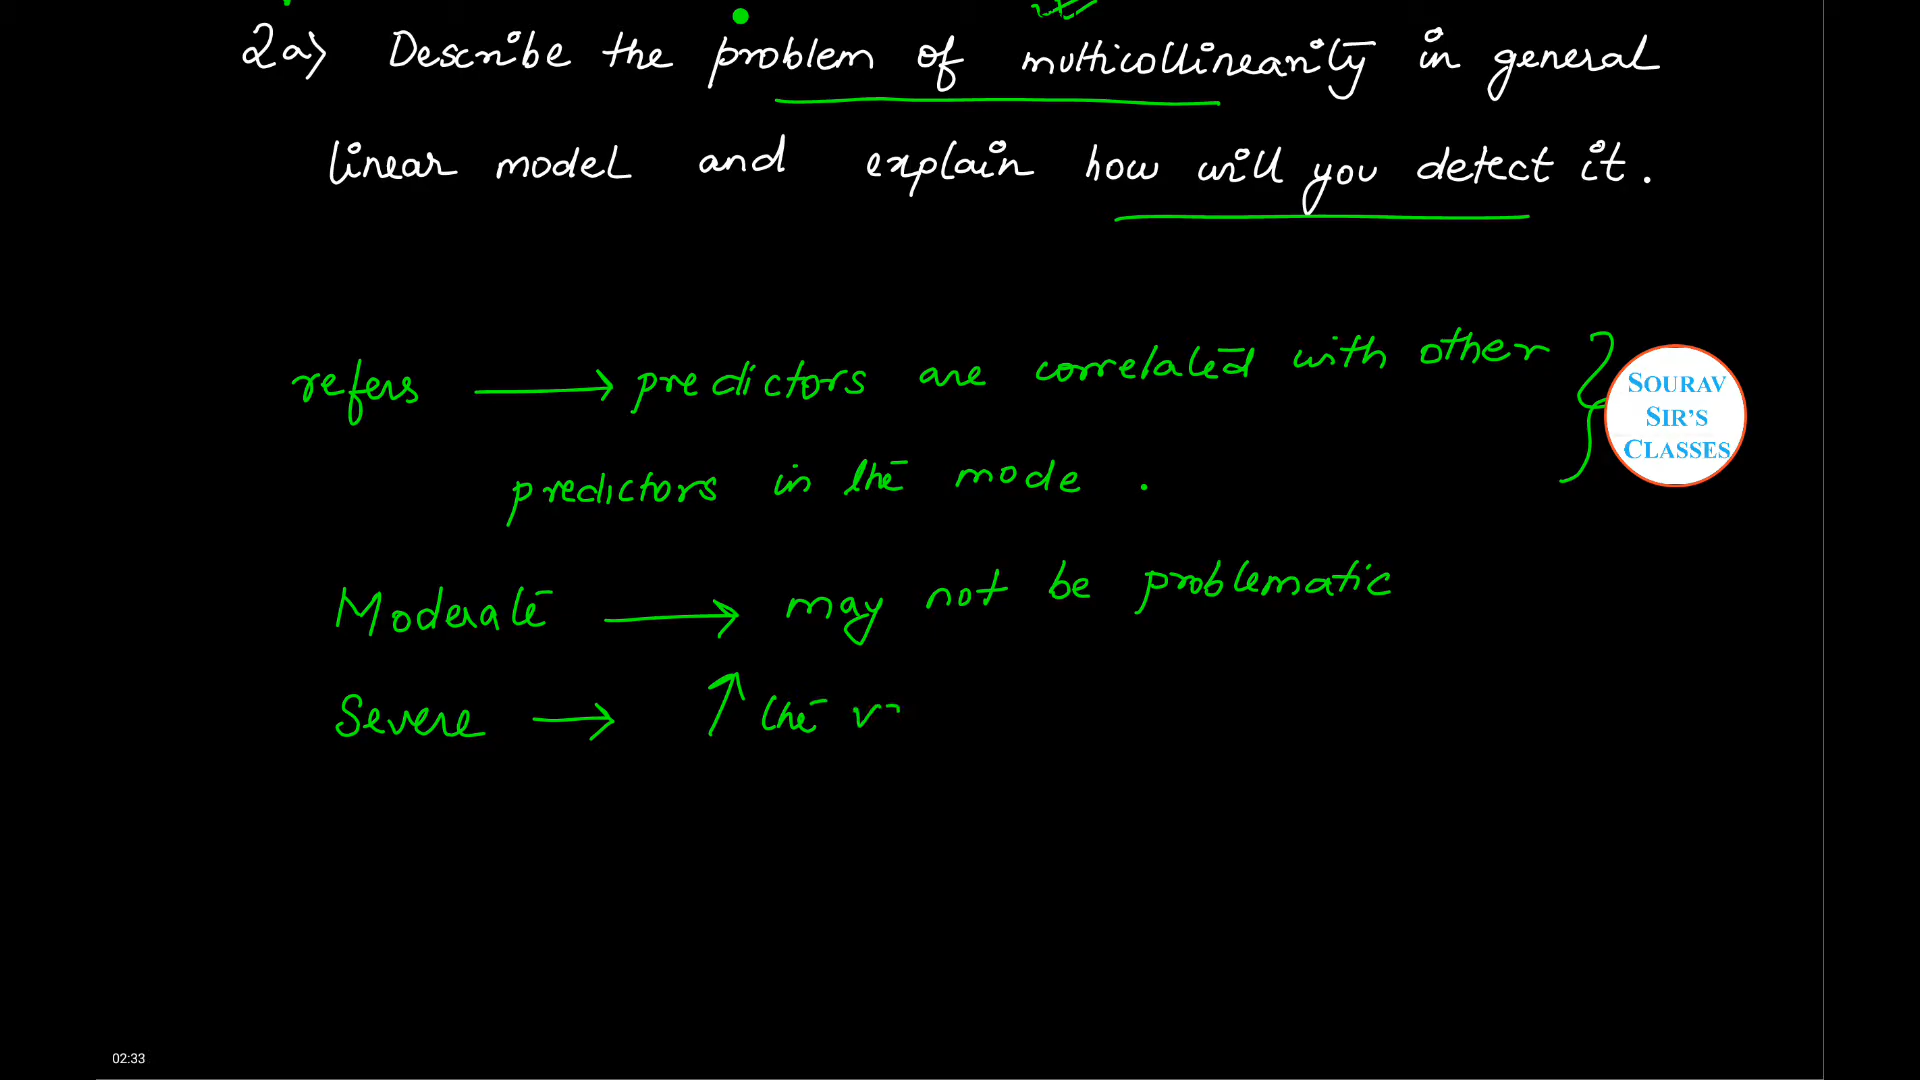 2a) Describe the problem of multicollinearity in general
linear model and explain how will you detect it.
refers → predictors are correlated with other
predictors in the mode .
SOURAV
SIR'S
CLASSES
Moderate → may not be problematic
Severe → ↑ the v
02:33